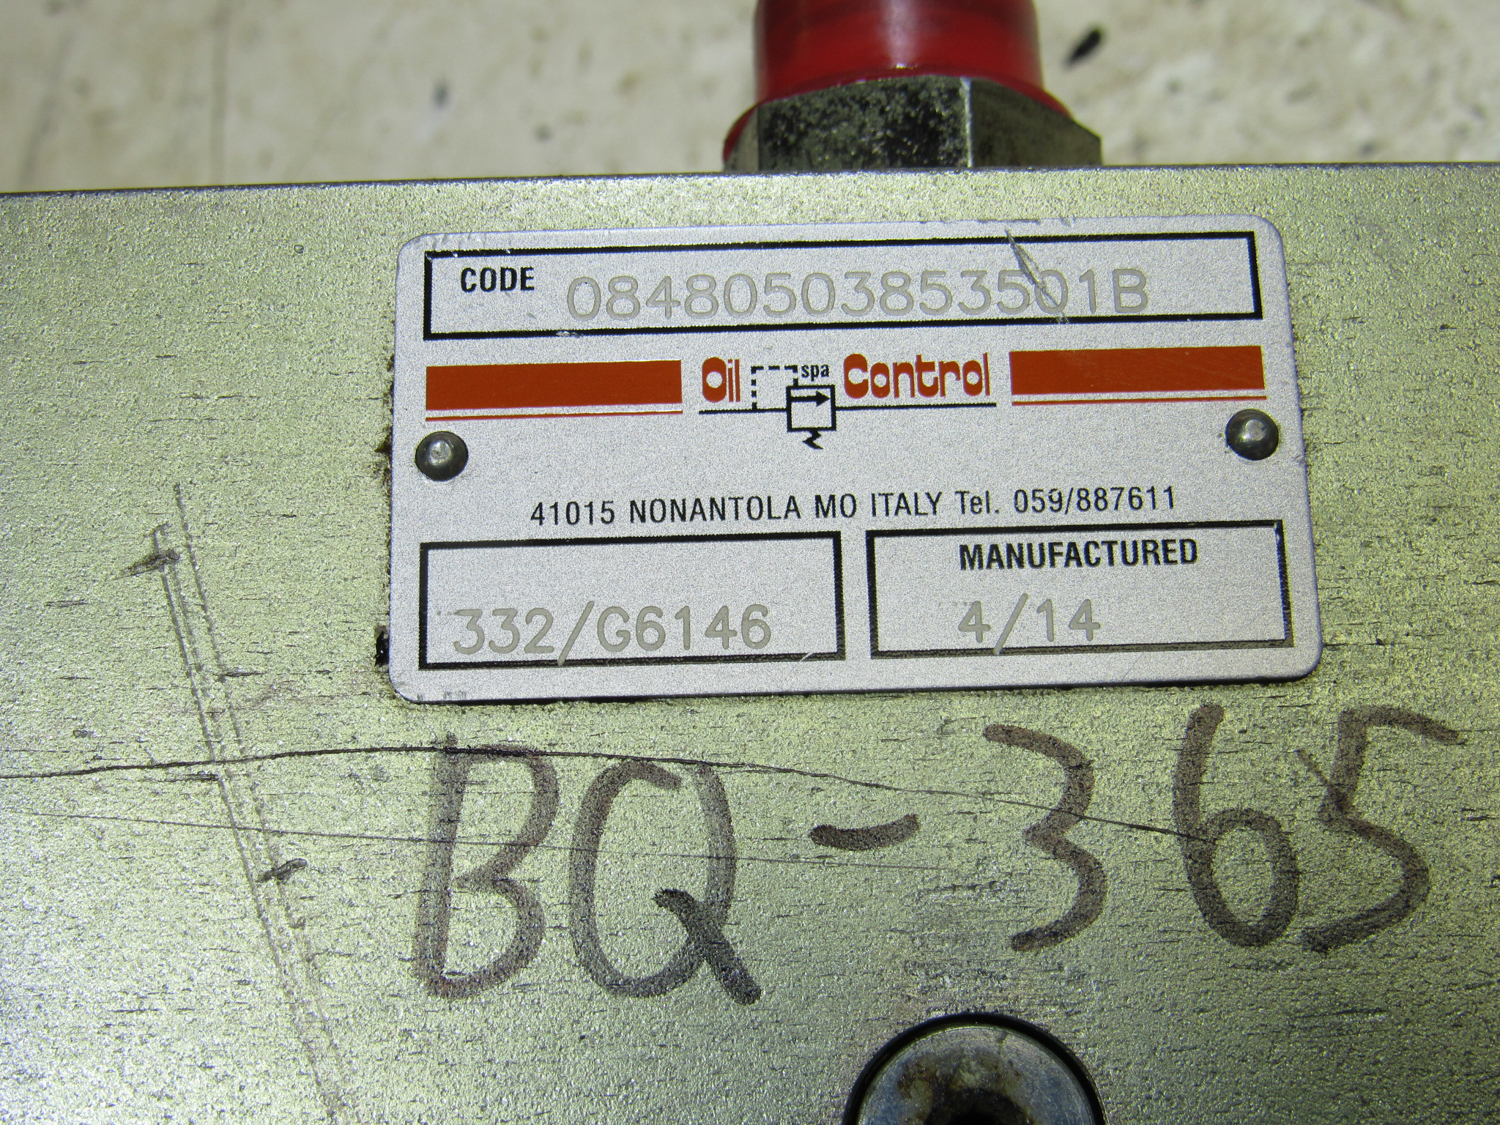 CODE 08480503853501B
Oil spa Control
41015 NONANTOLA MO ITALY Tel. 059/887611
MANUFACTURED
332/G6146 4/14
BQ-365